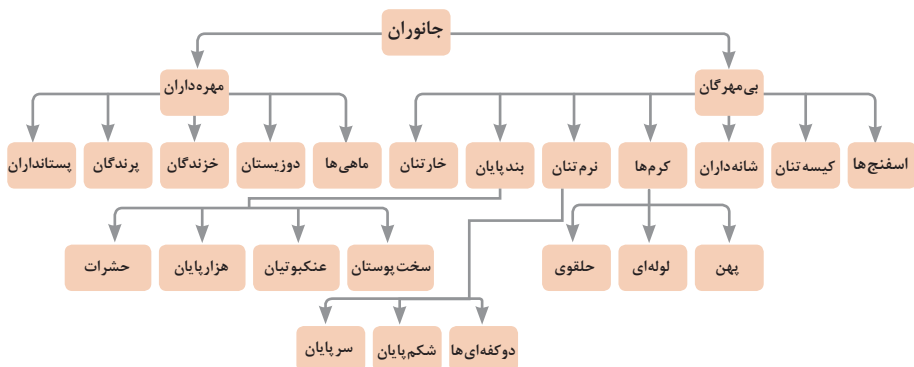 جانوران
بی‌مهرگان
مهره‌داران
اسفنج‌ها
کیسه‌تنان
شانه‌داران
کرم‌ها
نرم‌تنان
بندپایان
خارتنان
ماهی‌ها
دوزیستان
خزندگان
پرندگان
پستانداران
پهن
لوله‌ای
حلقوی
سخت‌پوستان
عنکبوتیان
هزارپایان
حشرات
دوکفه‌ای‌ها
شکم‌پایان
سرپایان